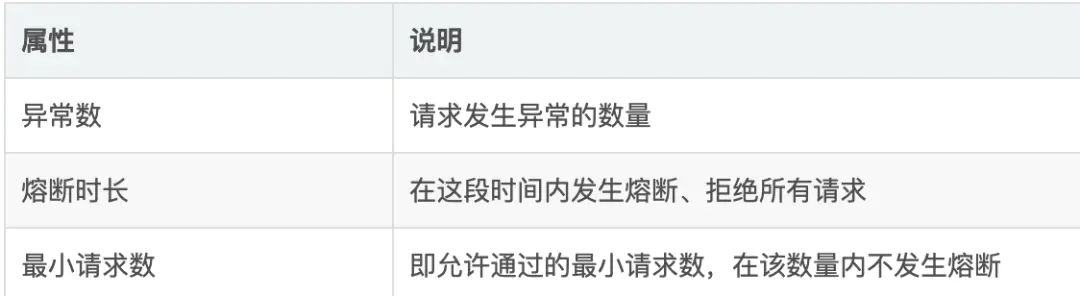 属性 说明
异常数 请求发生异常的数量
熔断时长 在这段时间内发生熔断、拒绝所有请求
最小请求数 即允许通过的最小请求数，在该数量内不发生熔断